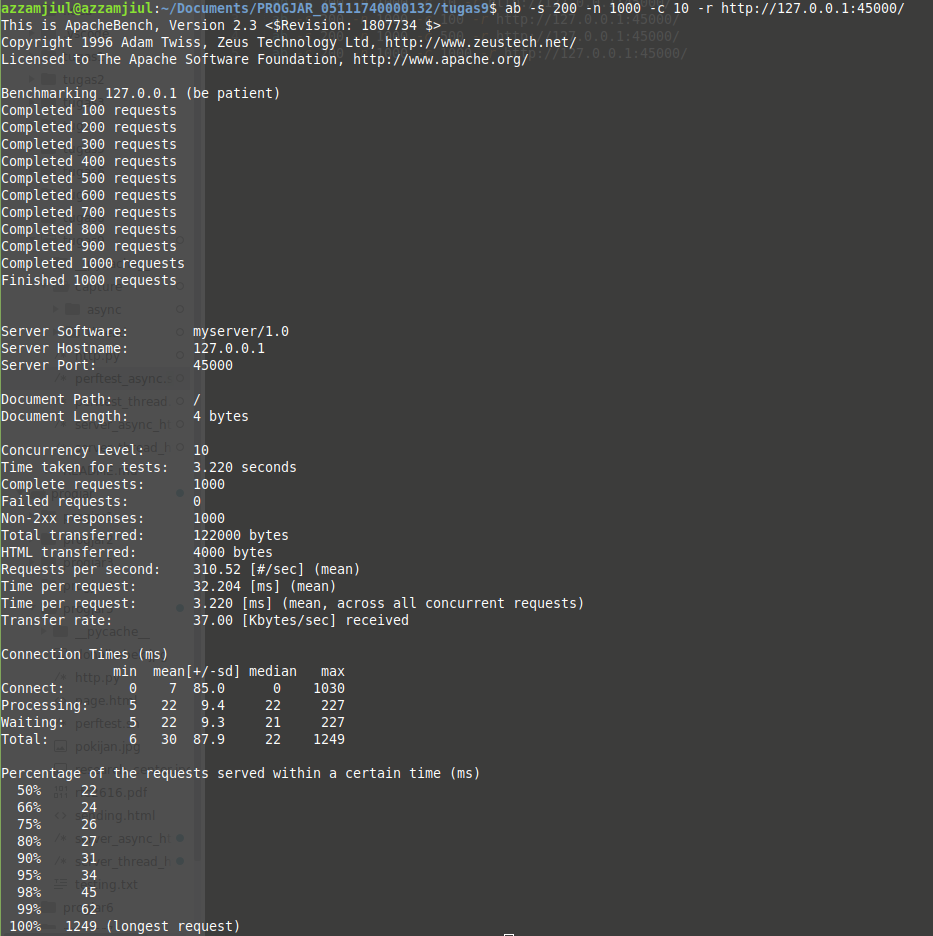 azzamjiul@azzamjiul:~/Documents/PROGJAR_05111740000132/tugas9$ ab -s 200 -n 1000 -c 10 -r http://127.0.0.1:45000/
This is ApacheBench, Version 2.3 <$Revision: 1807734 $>
Copyright 1996 Adam Twiss, Zeus Technology Ltd, http://www.zeustech.net/
Licensed to The Apache Software Foundation, http://www.apache.org/
tugas2
Benchmarking 127.0.0.1 (be patient)
Completed 100 requests
Completed 200 requests
Completed 300 requests
Completed 400 requests
Completed 500 requests
Completed 600 requests
Completed 700 requests
Completed 800 requests
Completed 900 requests
Completed 1000 requests
Finished 1000 requests
capture
async
Server Software:        myserver/1.0
Server Hostname:        127.0.0.1
Server Port:            45000
perftest_async.
Document Path:          /
Document Length:        4 bytes
Concurrency Level:      10
Time taken for tests:   3.220 seconds
Complete requests:      1000
Failed requests:        0
Non-2xx responses:      1000
Total transferred:      122000 bytes
HTML transferred:       4000 bytes
Requests per second:    310.52 [#/sec] (mean)
Time per request:       32.204 [ms] (mean)
Time per request:       3.220 [ms] (mean, across all concurrent requests)
Transfer rate:          37.00 [Kbytes/sec] received
__pycache__
Connection Times (ms)
              min  mean[+/-sd] median   max
http.py
Connect:        0    7  85.0      0    1030
Processing:     5   22   9.4     22     227
Waiting:        5   22   9.3     21     227
Total:          6   30  87.9     22    1249
pokijan.jpg
Percentage of the requests served within a certain time (ms)
  50%     22
  66%     24
  75%     26
  80%     27
  90%     31
  95%     34
  98%     45
  99%     62
 100%   1249 (longest request)